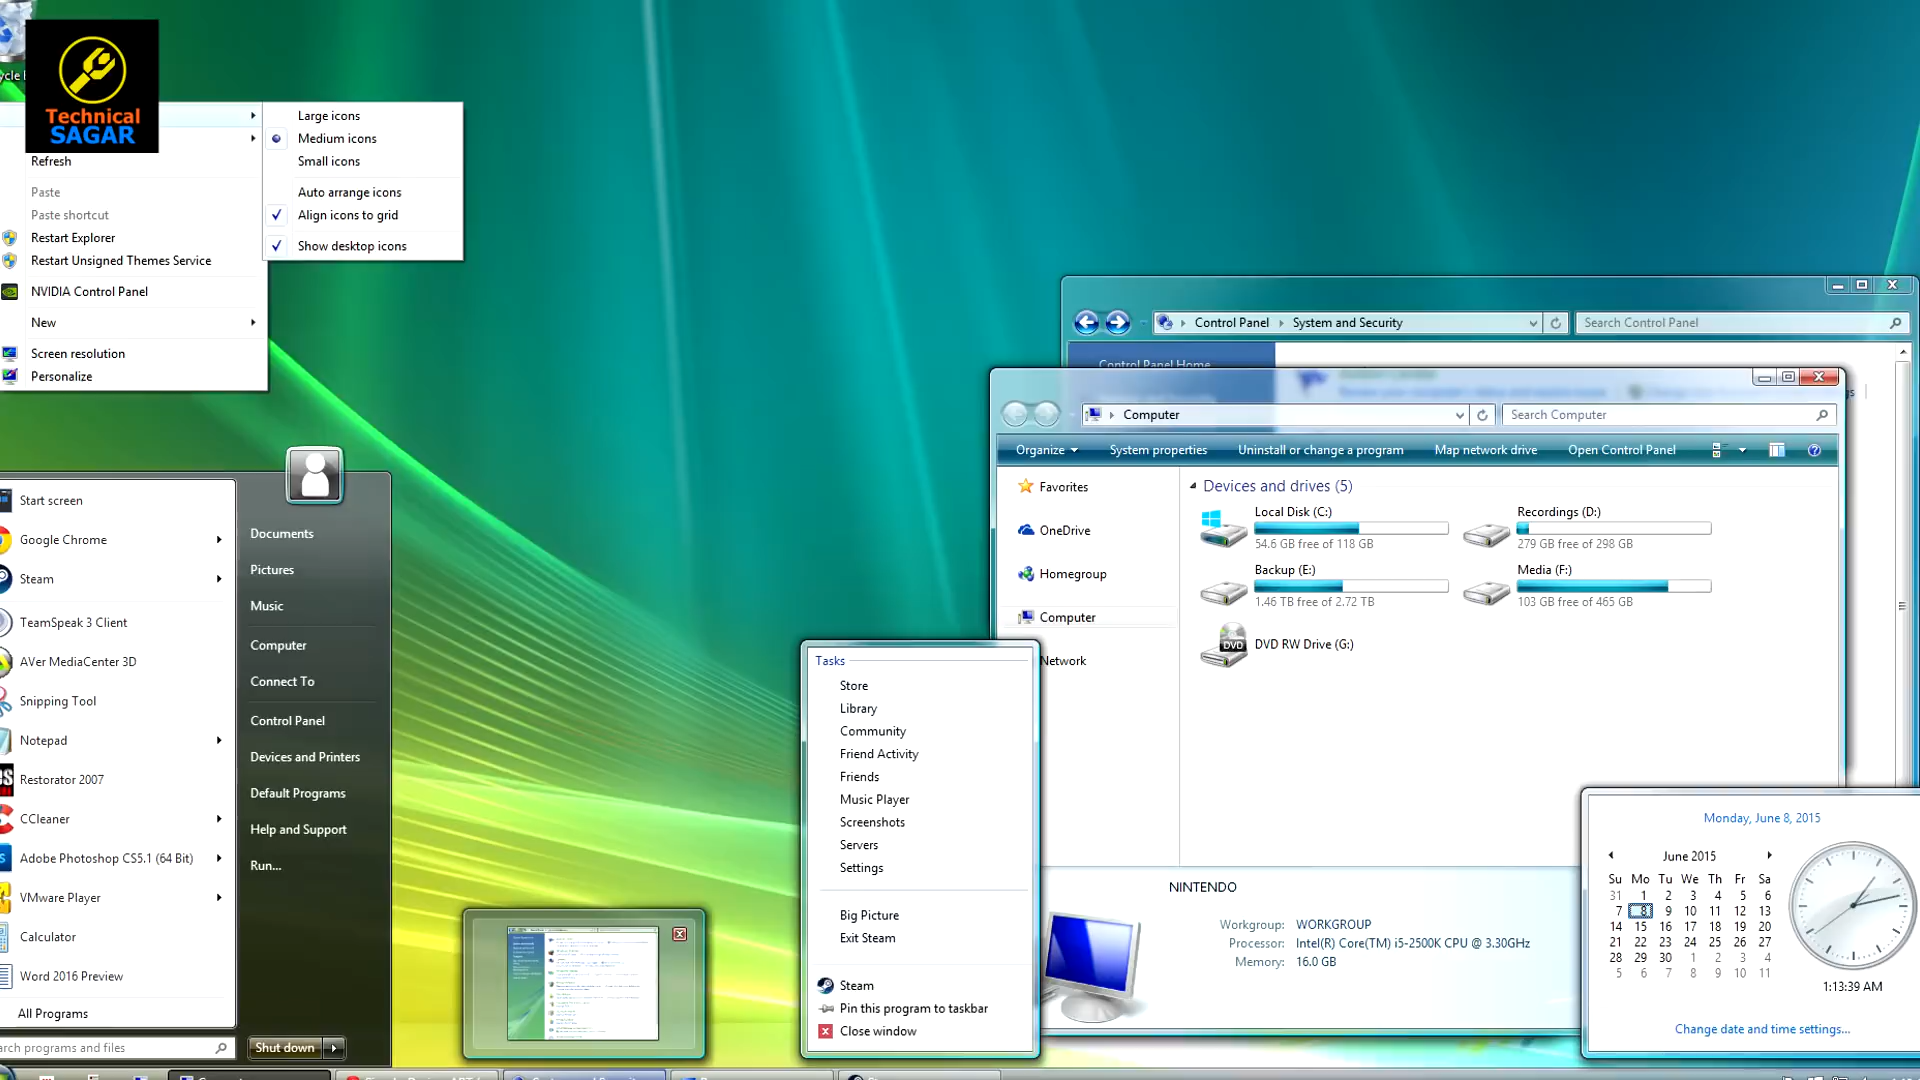 Technical
SAGAR
Refresh
Paste
Paste shortcut
Restart Explorer
Restart Unsigned Themes Service
NVIDIA Control Panel
New
Screen resolution
Personalize
Large icons
Medium icons
Small icons
Auto arrange icons
Align icons to grid
Show desktop icons
Start screen
Google Chrome
Steam
TeamSpeak 3 Client
AVer MediaCenter 3D
Snipping Tool
Notepad
Restorator 2007
CCleaner
Adobe Photoshop CS5.1 (64 Bit)
VMware Player
Calculator
Word 2016 Preview
All Programs
programs and files
Documents
Pictures
Music
Computer
Connect To
Control Panel
Devices and Printers
Default Programs
Help and Support
Run...
Shut down
Tasks
Store
Library
Community
Friend Activity
Friends
Music Player
Screenshots
Servers
Settings
Big Picture
Exit Steam
Steam
Pin this program to taskbar
Close window
Control Panel System and Security
Search Control Panel
Control Panel Home
Computer
Search Computer
Organize System properties Uninstall or change a program Map network drive Open Control Panel
Favorites
OneDrive
Homegroup
Computer
Network
Devices and drives (5)
Local Disk (C:)
54.6 GB free of 118 GB
Recordings (D:)
279 GB free of 298 GB
Backup (E:)
1.46 TB free of 2.72 TB
Media (F:)
103 GB free of 465 GB
DVD
DVD RW Drive (G:)
NINTENDO
Workgroup: WORKGROUP
Processor: Intel(R) Core(TM) i5-2500K CPU @ 3.30GHz
Memory: 16.0 GB
Monday, June 8, 2015
June 2015
Su Mo Tu We Th Fr Sa
31 1 2 3 4 5 6
7 8 9 10 11 12 13
14 15 16 17 18 19 20
21 22 23 24 25 26 27
28 29 30 1 2 3 4
5 6 7 8 9 10 11
1:13:39 AM
Change date and time settings...